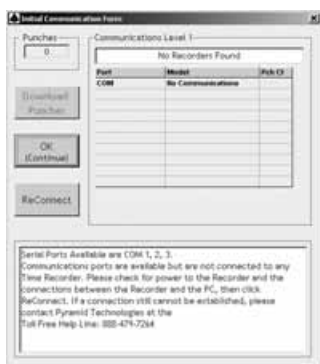 Initial Communication Form
Punches
0
Communications Level 1
No Recorders Found
Port Model Pch Ct
COM No Communications
Download
Punches
OK
(Continue)
ReConnect
Serial Ports Available are COM 1, 2, 3.
Communications ports are available but are not connected to any
Time Recorder. Please check for power to the Recorder and the
connections between the Recorder and the PC, then click
ReConnect. If a connection still cannot be established, please
contact Pyramid Technologies at the
Toll Free Help Line: 888-479-7264